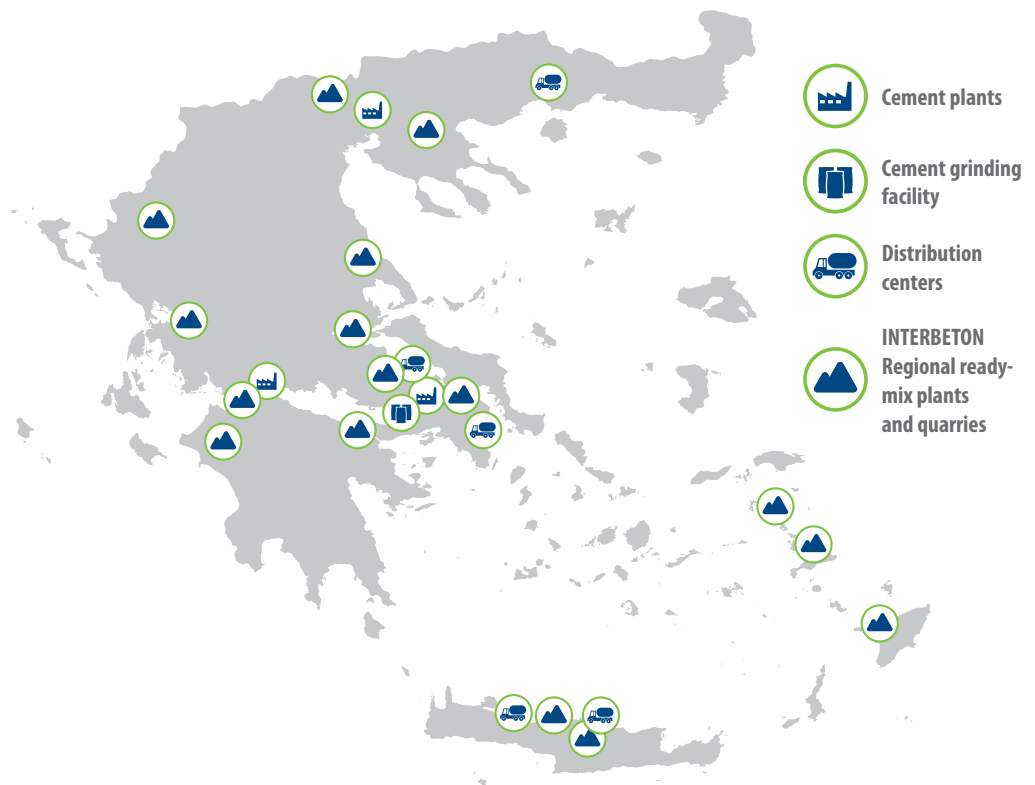 Cement plants
Cement grinding
facility
Distribution
centers
INTERBETON
Regional ready-
mix plants
and quarries